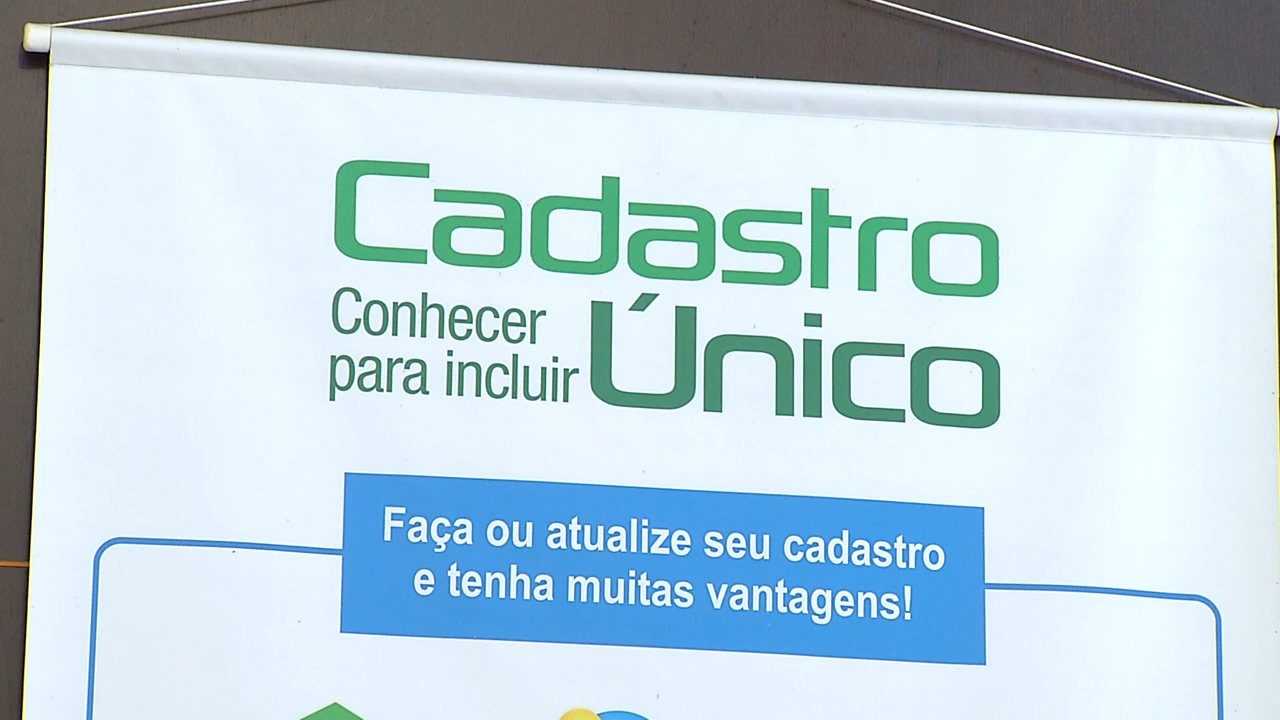 Cadastro
Conhecer
para incluir Único
Faça ou atualize seu cadastro
e tenha muitas vantagens!